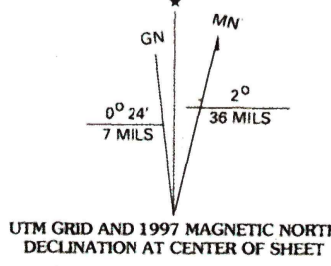 GN
MN
0° 24'
7 MILS
2°
36 MILS
UTM GRID AND 1997 MAGNETIC NORTH
DECLINATION AT CENTER OF SHEET